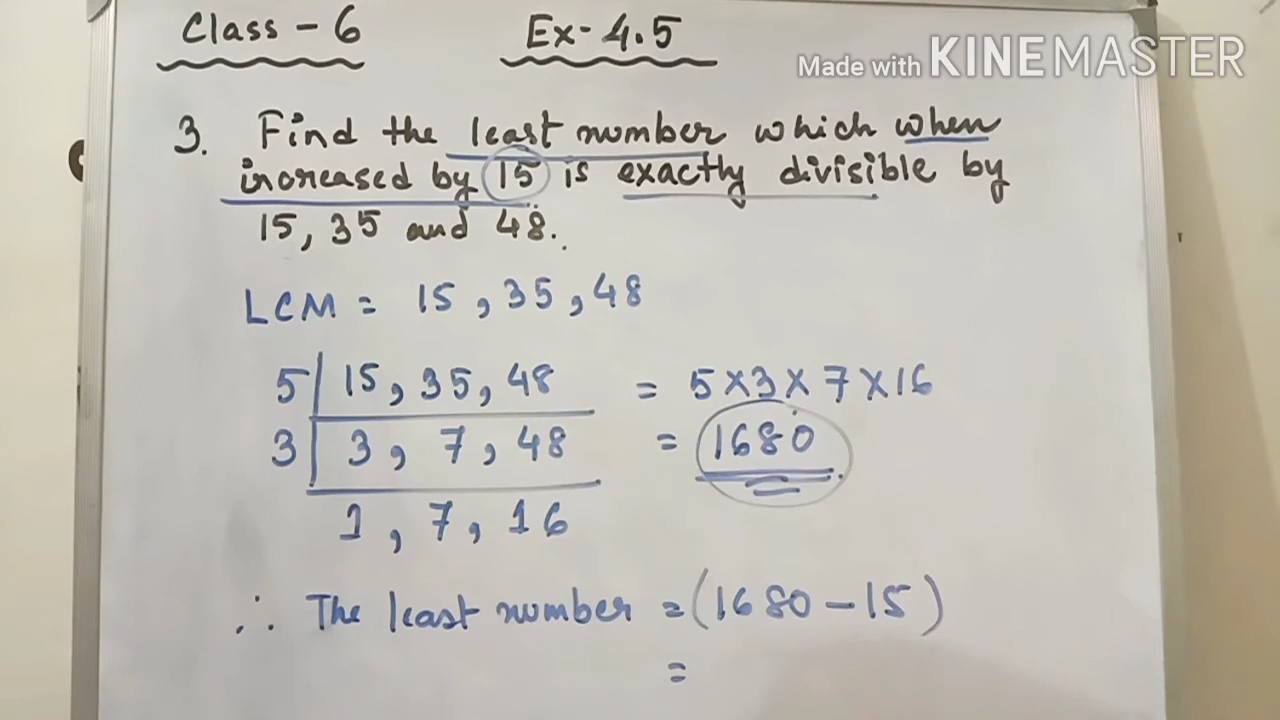 Class - 6 Ex- 4.5
Made with KINEMASTER
3. Find the least number which when
increased by 15 is exactly divisible by
15, 35 and 48.
LCM = 15, 35, 48
5 | 15, 35, 48 = 5×3×7×16
3 | 3, 7, 48 = 1680
1, 7, 16
∴ The least number = (1680 - 15)
=